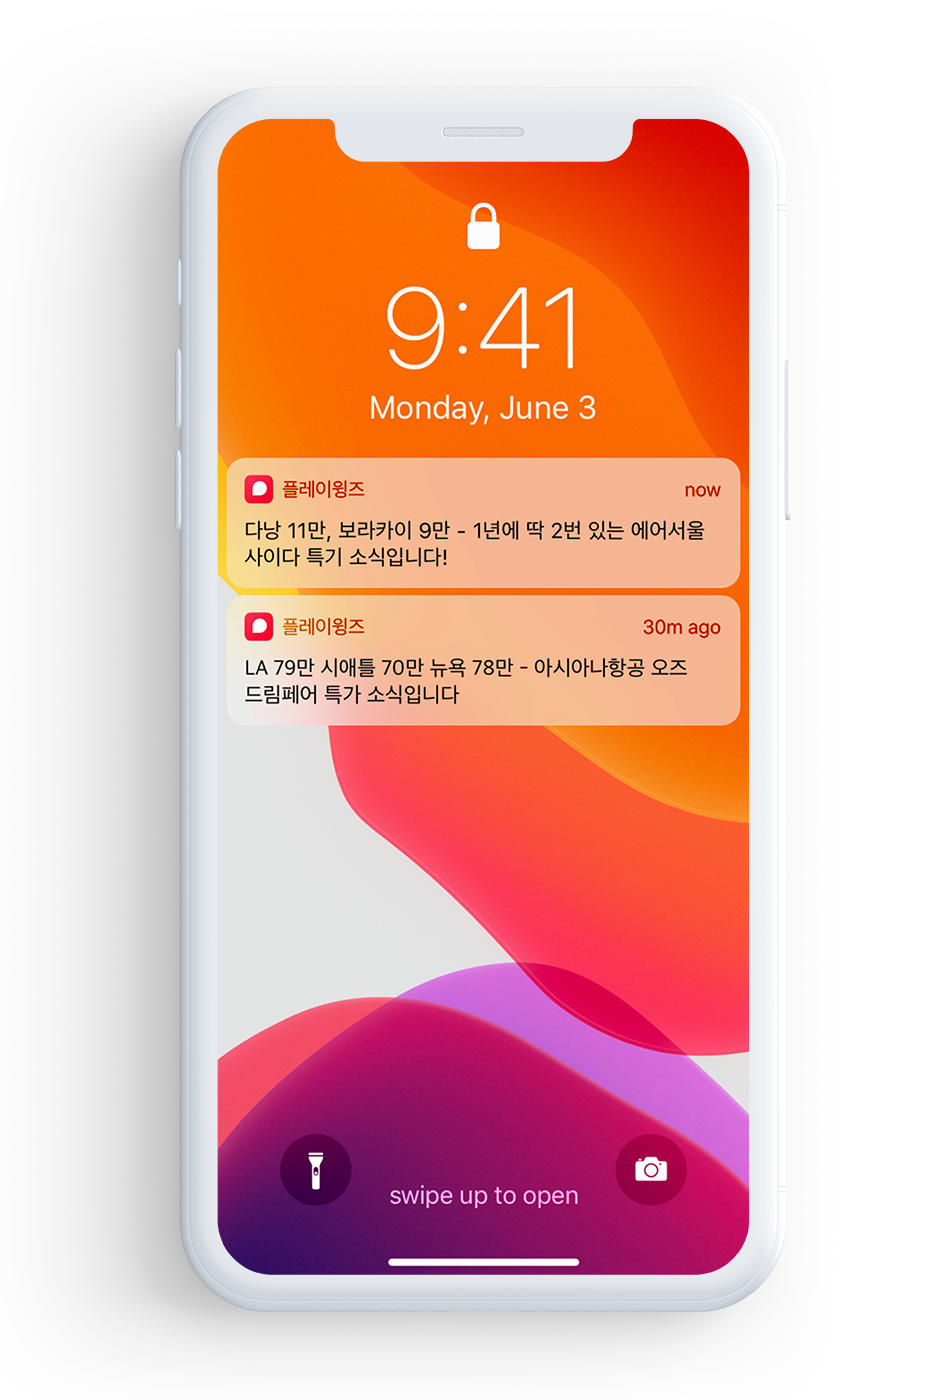 9:41
Monday, June 3
플레이윙즈 now
다낭 11만, 보라카이 9만 - 1년에 딱 2번 있는 에어서울
사이다 특기 소식입니다!
플레이윙즈 30m ago
LA 79만 시애틀 70만 뉴욕 78만 - 아시아나항공 오즈
드림페어 특가 소식입니다
swipe up to open